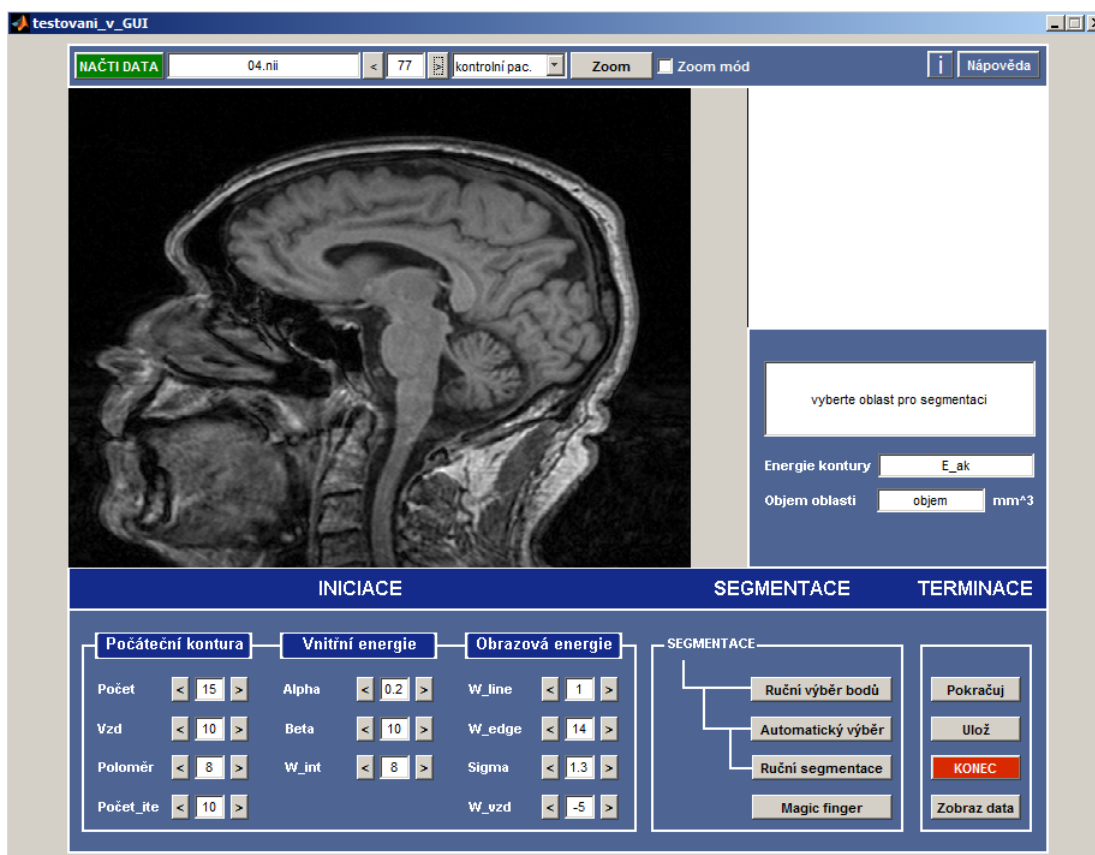 testovani_v_GUI
NAČTI DATA 04.nii < 77 > kontrolní pac. Zoom Zoom mód i Nápověda
vyberte oblast pro segmentaci
Energie kontury E_ak
Objem oblasti objem mm^3
INICIACE SEGMENTACE TERMINACE
Počáteční kontura Vnitřní energie Obrazová energie SEGMENTACE
Počet < 15 > Alpha < 0.2 > W_line < 1 > Ruční výběr bodů Pokračuj
Vzd < 10 > Beta < 10 > W_edge < 14 > Automatický výběr Ulož
Poloměr < 8 > W_int < 8 > Sigma < 1.3 > Ruční segmentace KONEC
Počet_ite < 10 > W_vzd < -5 > Magic finger Zobraz data